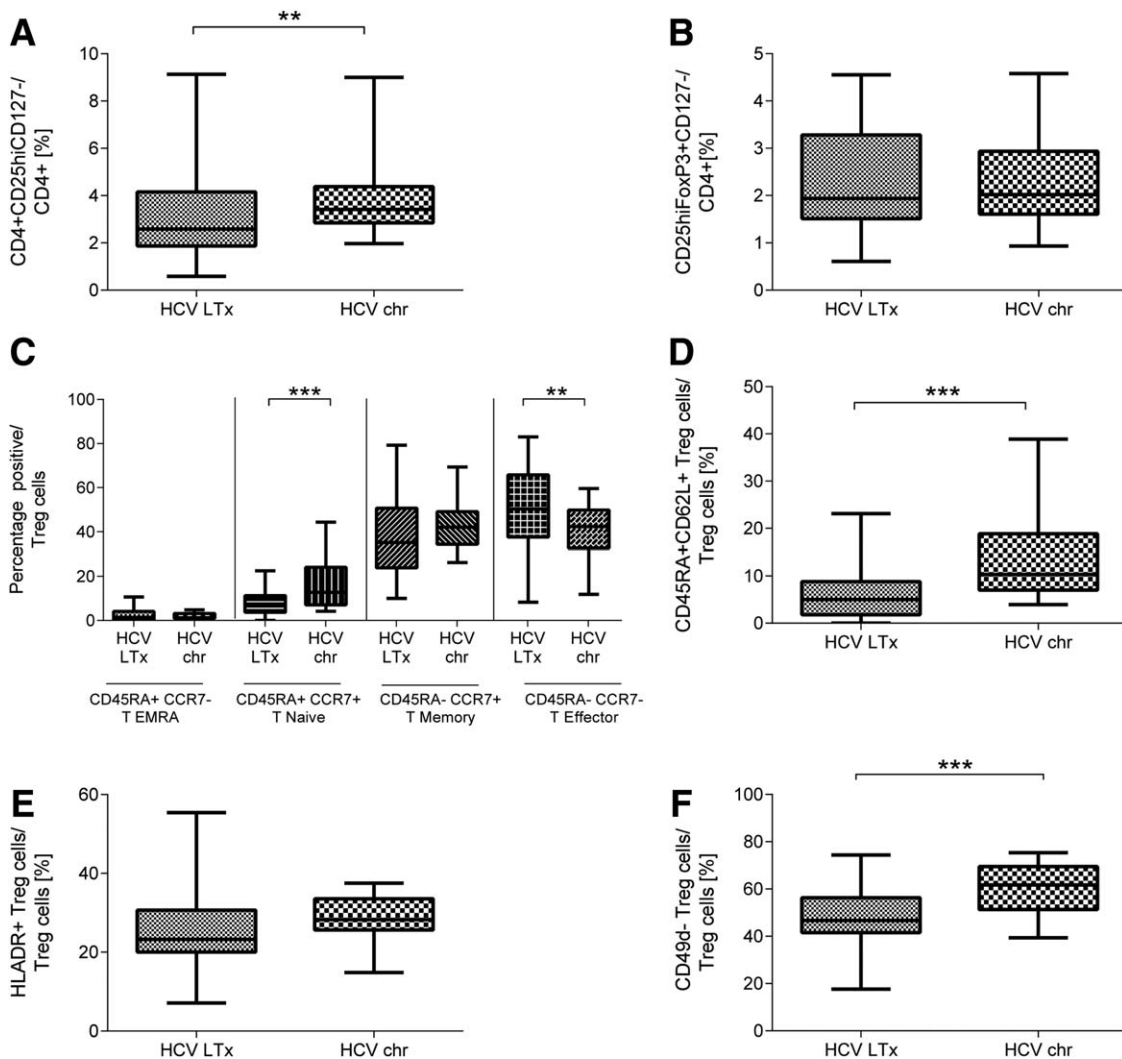 A
**
CD4+CD25hiCD127-/
CD4+ [%]
10
8
6
4
2
0
HCV LTx
HCV chr
B
CD25hiFoxP3+CD127-/
CD4+[%]
5
4
3
2
1
0
HCV LTx
HCV chr
C
Percentage positive/
Treg cells
100
80
60
40
20
0
***
**
HCV
LTx
HCV
chr
HCV
LTx
HCV
chr
HCV
LTx
HCV
chr
HCV
LTx
HCV
chr
CD45RA+ CCR7-
T EMRA
CD45RA+ CCR7+
T Naive
CD45RA- CCR7+
T Memory
CD45RA- CCR7-
T Effector
D
***
CD45RA+CD62L+ Treg cells/
Treg cells [%]
50
40
30
20
10
0
HCV LTx
HCV chr
E
HLADR+ Treg cells/
Treg cells [%]
60
40
20
0
HCV LTx
HCV chr
F
***
CD49d- Treg cells/
Treg cells [%]
100
80
60
40
20
0
HCV LTx
HCV chr